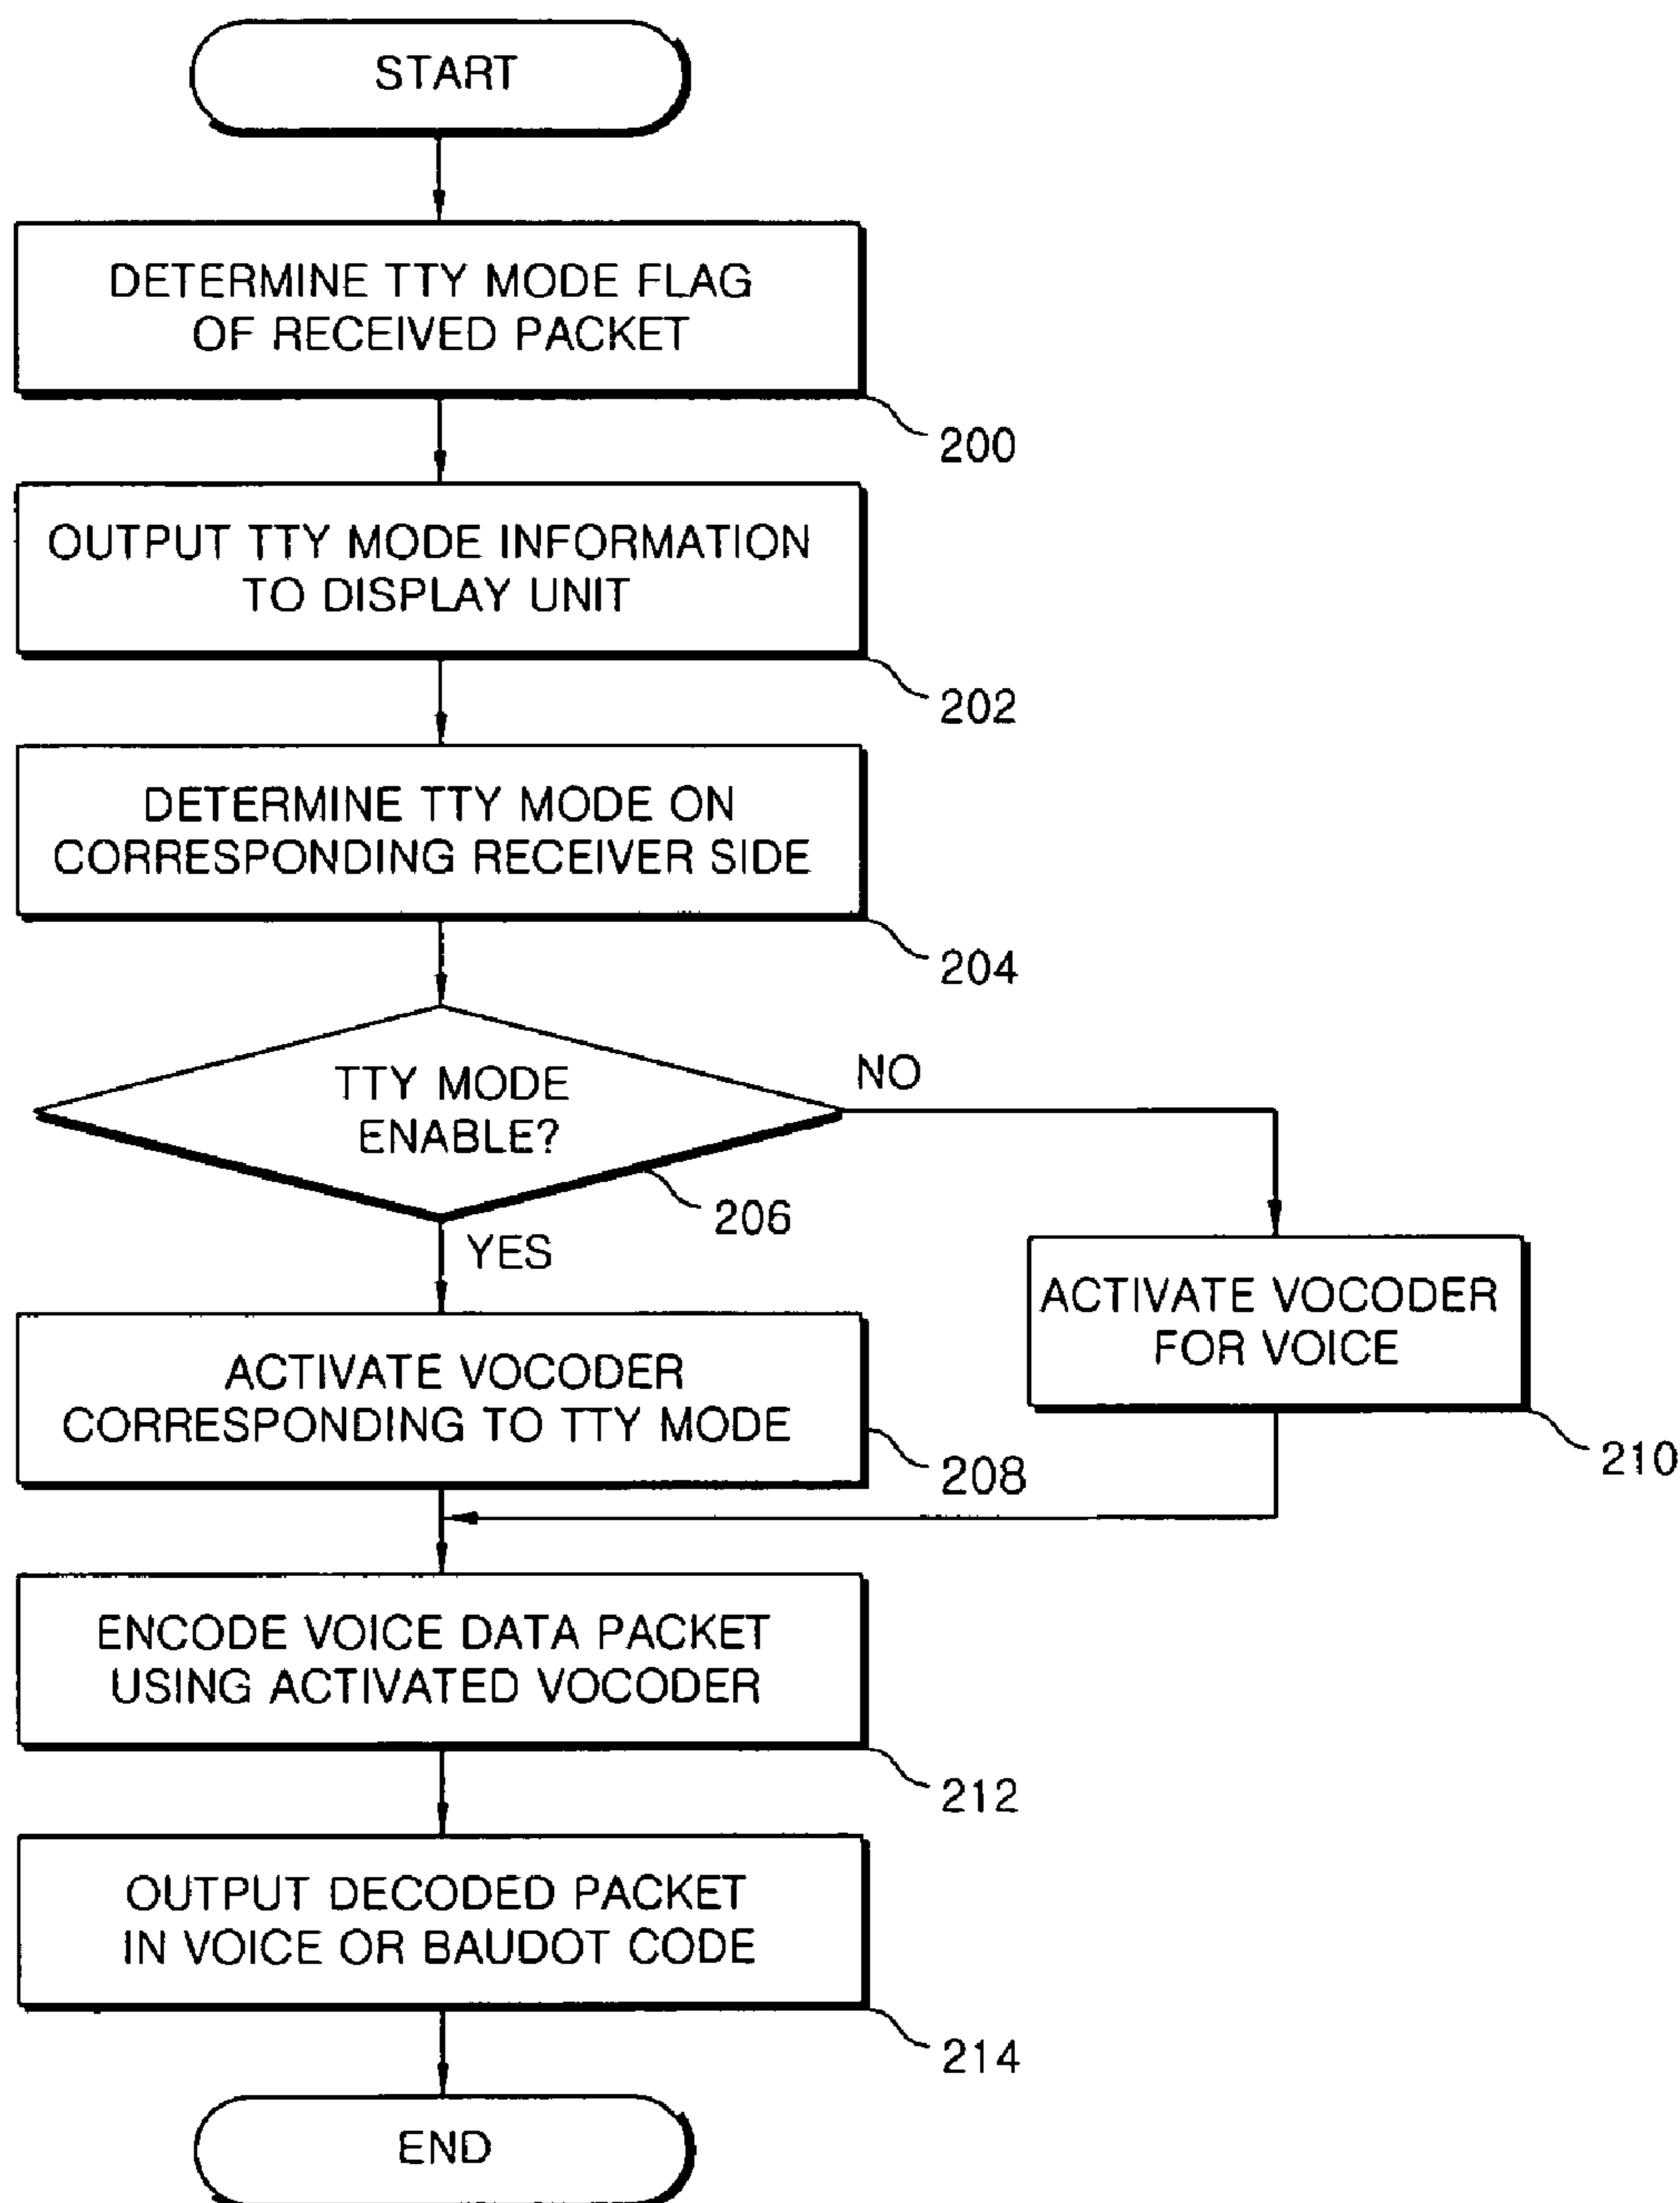 START
DETERMINE TTY MODE FLAG
OF RECEIVED PACKET
200
OUTPUT TTY MODE INFORMATION
TO DISPLAY UNIT
202
DETERMINE TTY MODE ON
CORRESPONDING RECEIVER SIDE
204
TTY MODE
ENABLE?
NO
206
YES
ACTIVATE VOCODER
FOR VOICE
210
ACTIVATE VOCODER
CORRESPONDING TO TTY MODE
208
ENCODE VOICE DATA PACKET
USING ACTIVATED VOCODER
212
OUTPUT DECODED PACKET
IN VOICE OR BAUDOT CODE
214
END